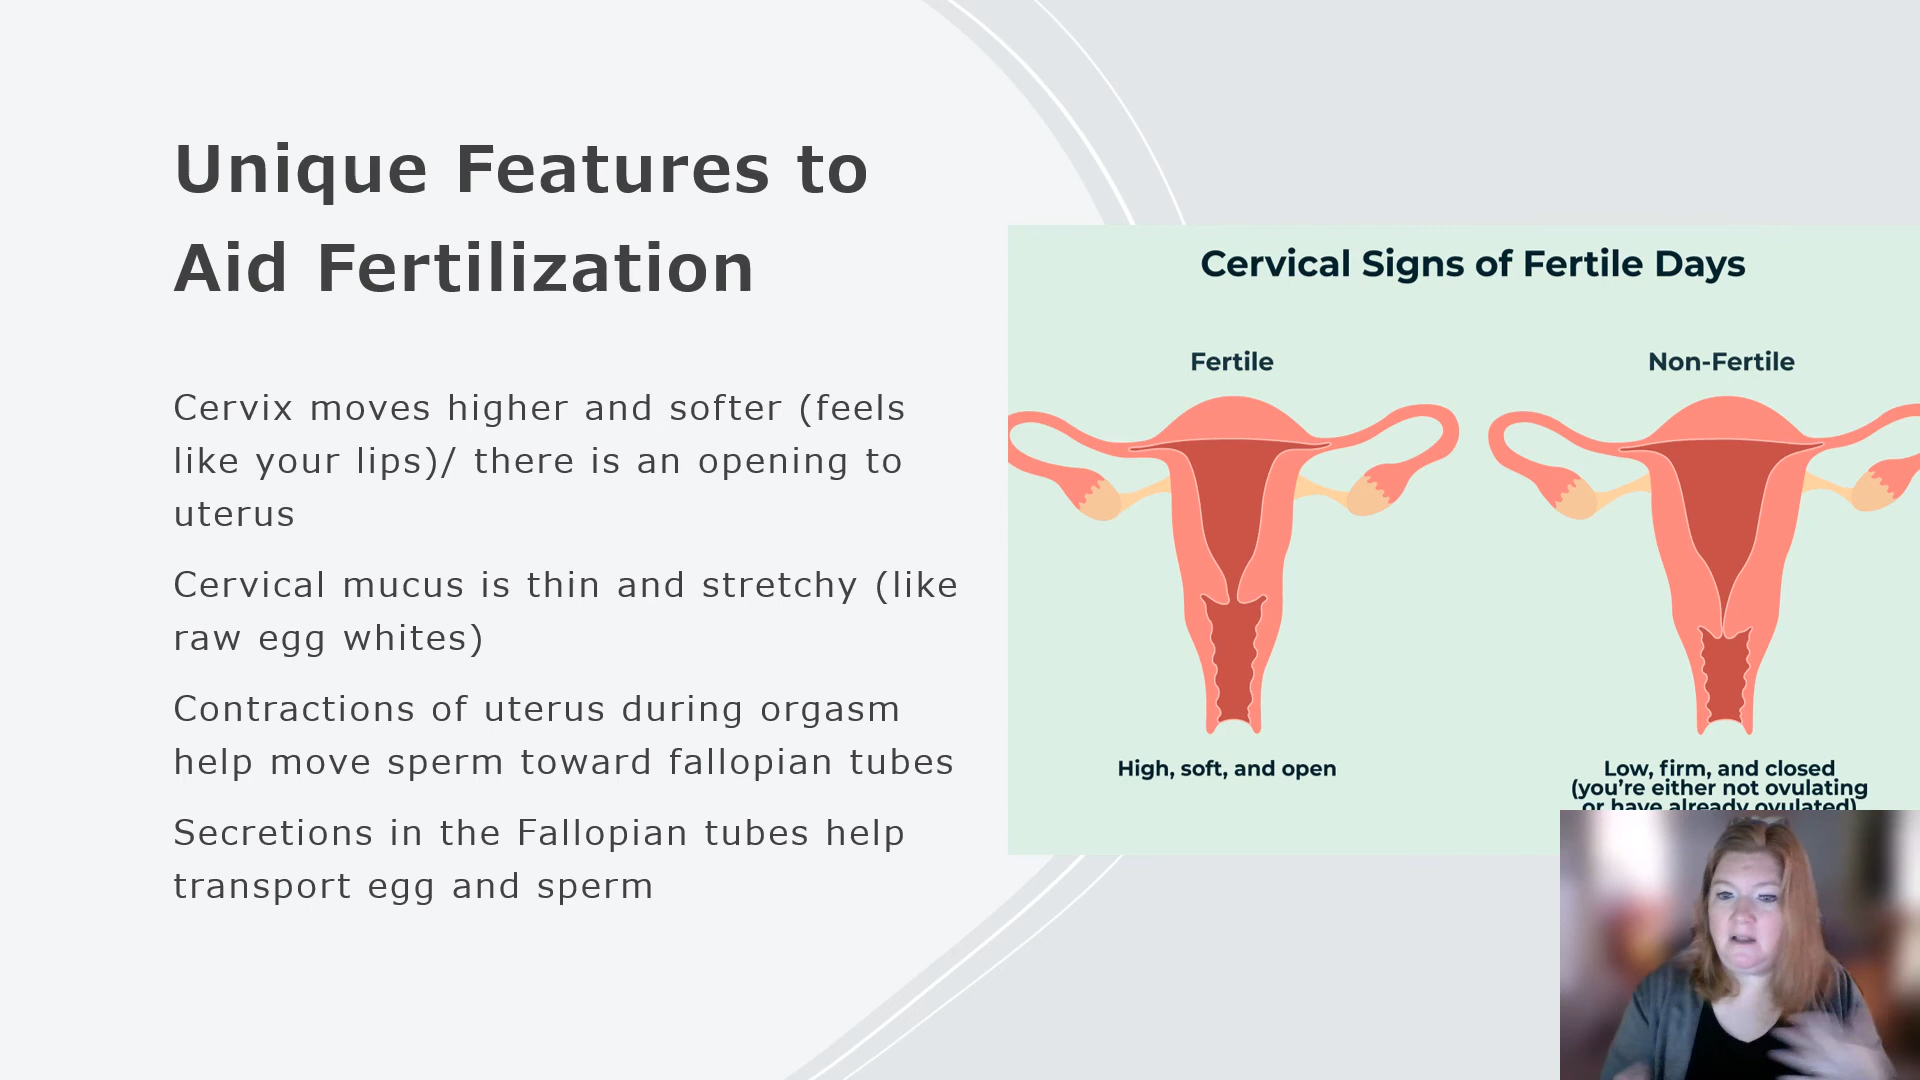 Unique Features to
Aid Fertilization
Cervix moves higher and softer (feels
like your lips)/ there is an opening to
uterus
Cervical mucus is thin and stretchy (like
raw egg whites)
Contractions of uterus during orgasm
help move sperm toward fallopian tubes
Secretions in the Fallopian tubes help
transport egg and sperm
Cervical Signs of Fertile Days
Fertile
Non-Fertile
High, soft, and open
Low, firm, and closed
(you’re either not ovulating
or have already ovulated)